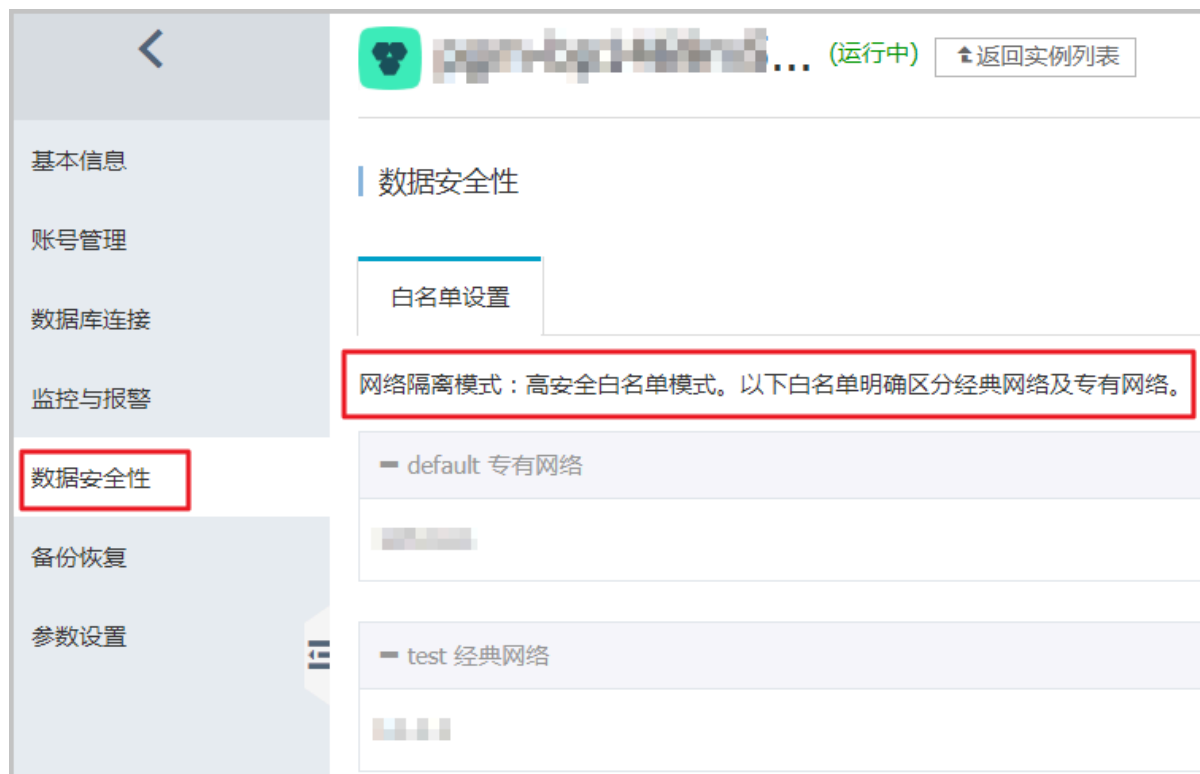 (运行中)
返回实例列表
基本信息
账号管理
数据库连接
监控与报警
数据安全性
备份恢复
参数设置
数据安全性
白名单设置
网络隔离模式：高安全白名单模式。以下白名单明确区分经典网络及专有网络。
default 专有网络
test 经典网络